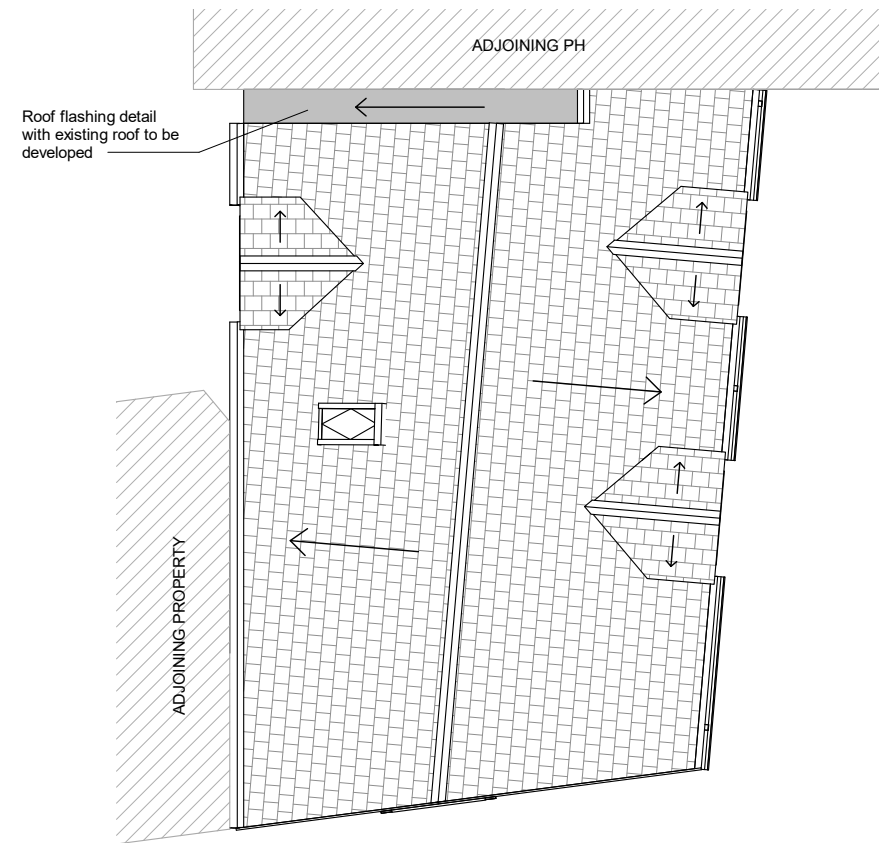 ADJOINING PH
Roof flashing detail
with existing roof to be
developed
ADJOINING PROPERTY